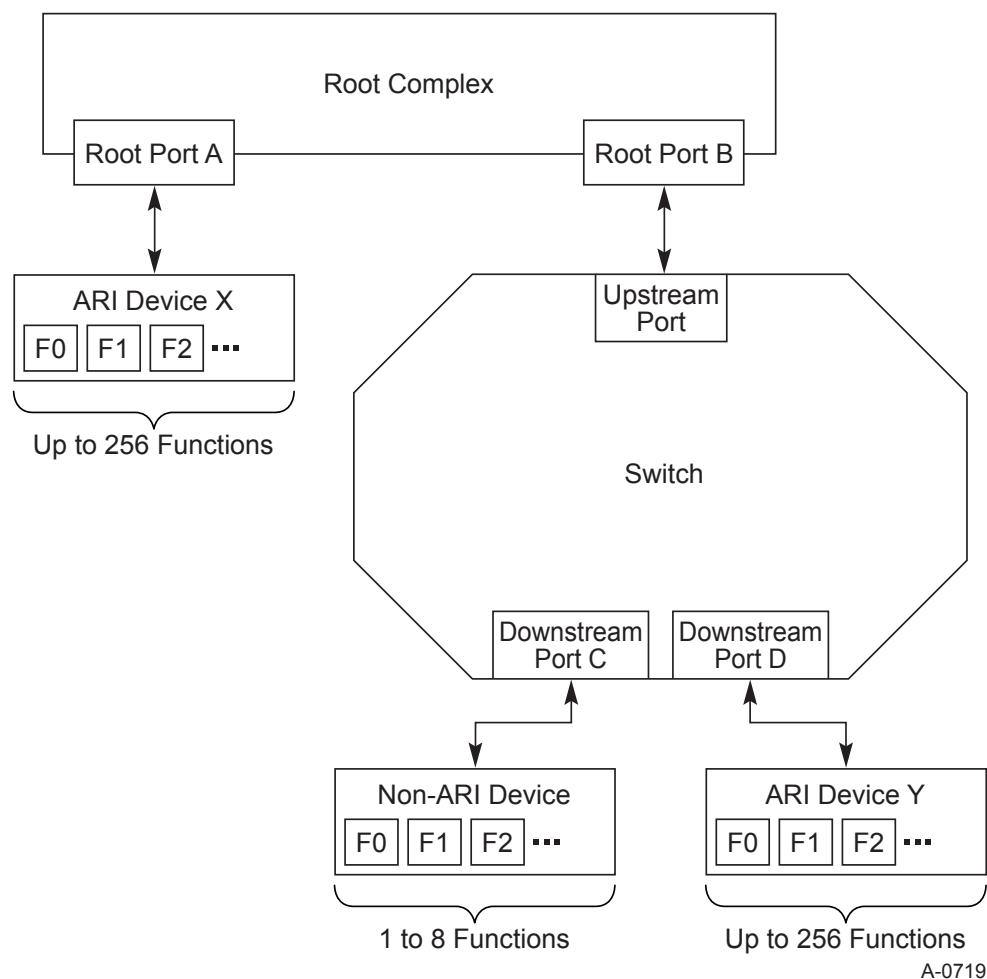 Root Complex
Root Port A
Root Port B
ARI Device X
F0 F1 F2 ...
Up to 256 Functions
Upstream
Port
Switch
Downstream
Port C
Downstream
Port D
Non-ARI Device
F0 F1 F2 ...
1 to 8 Functions
ARI Device Y
F0 F1 F2 ...
Up to 256 Functions
A-0719